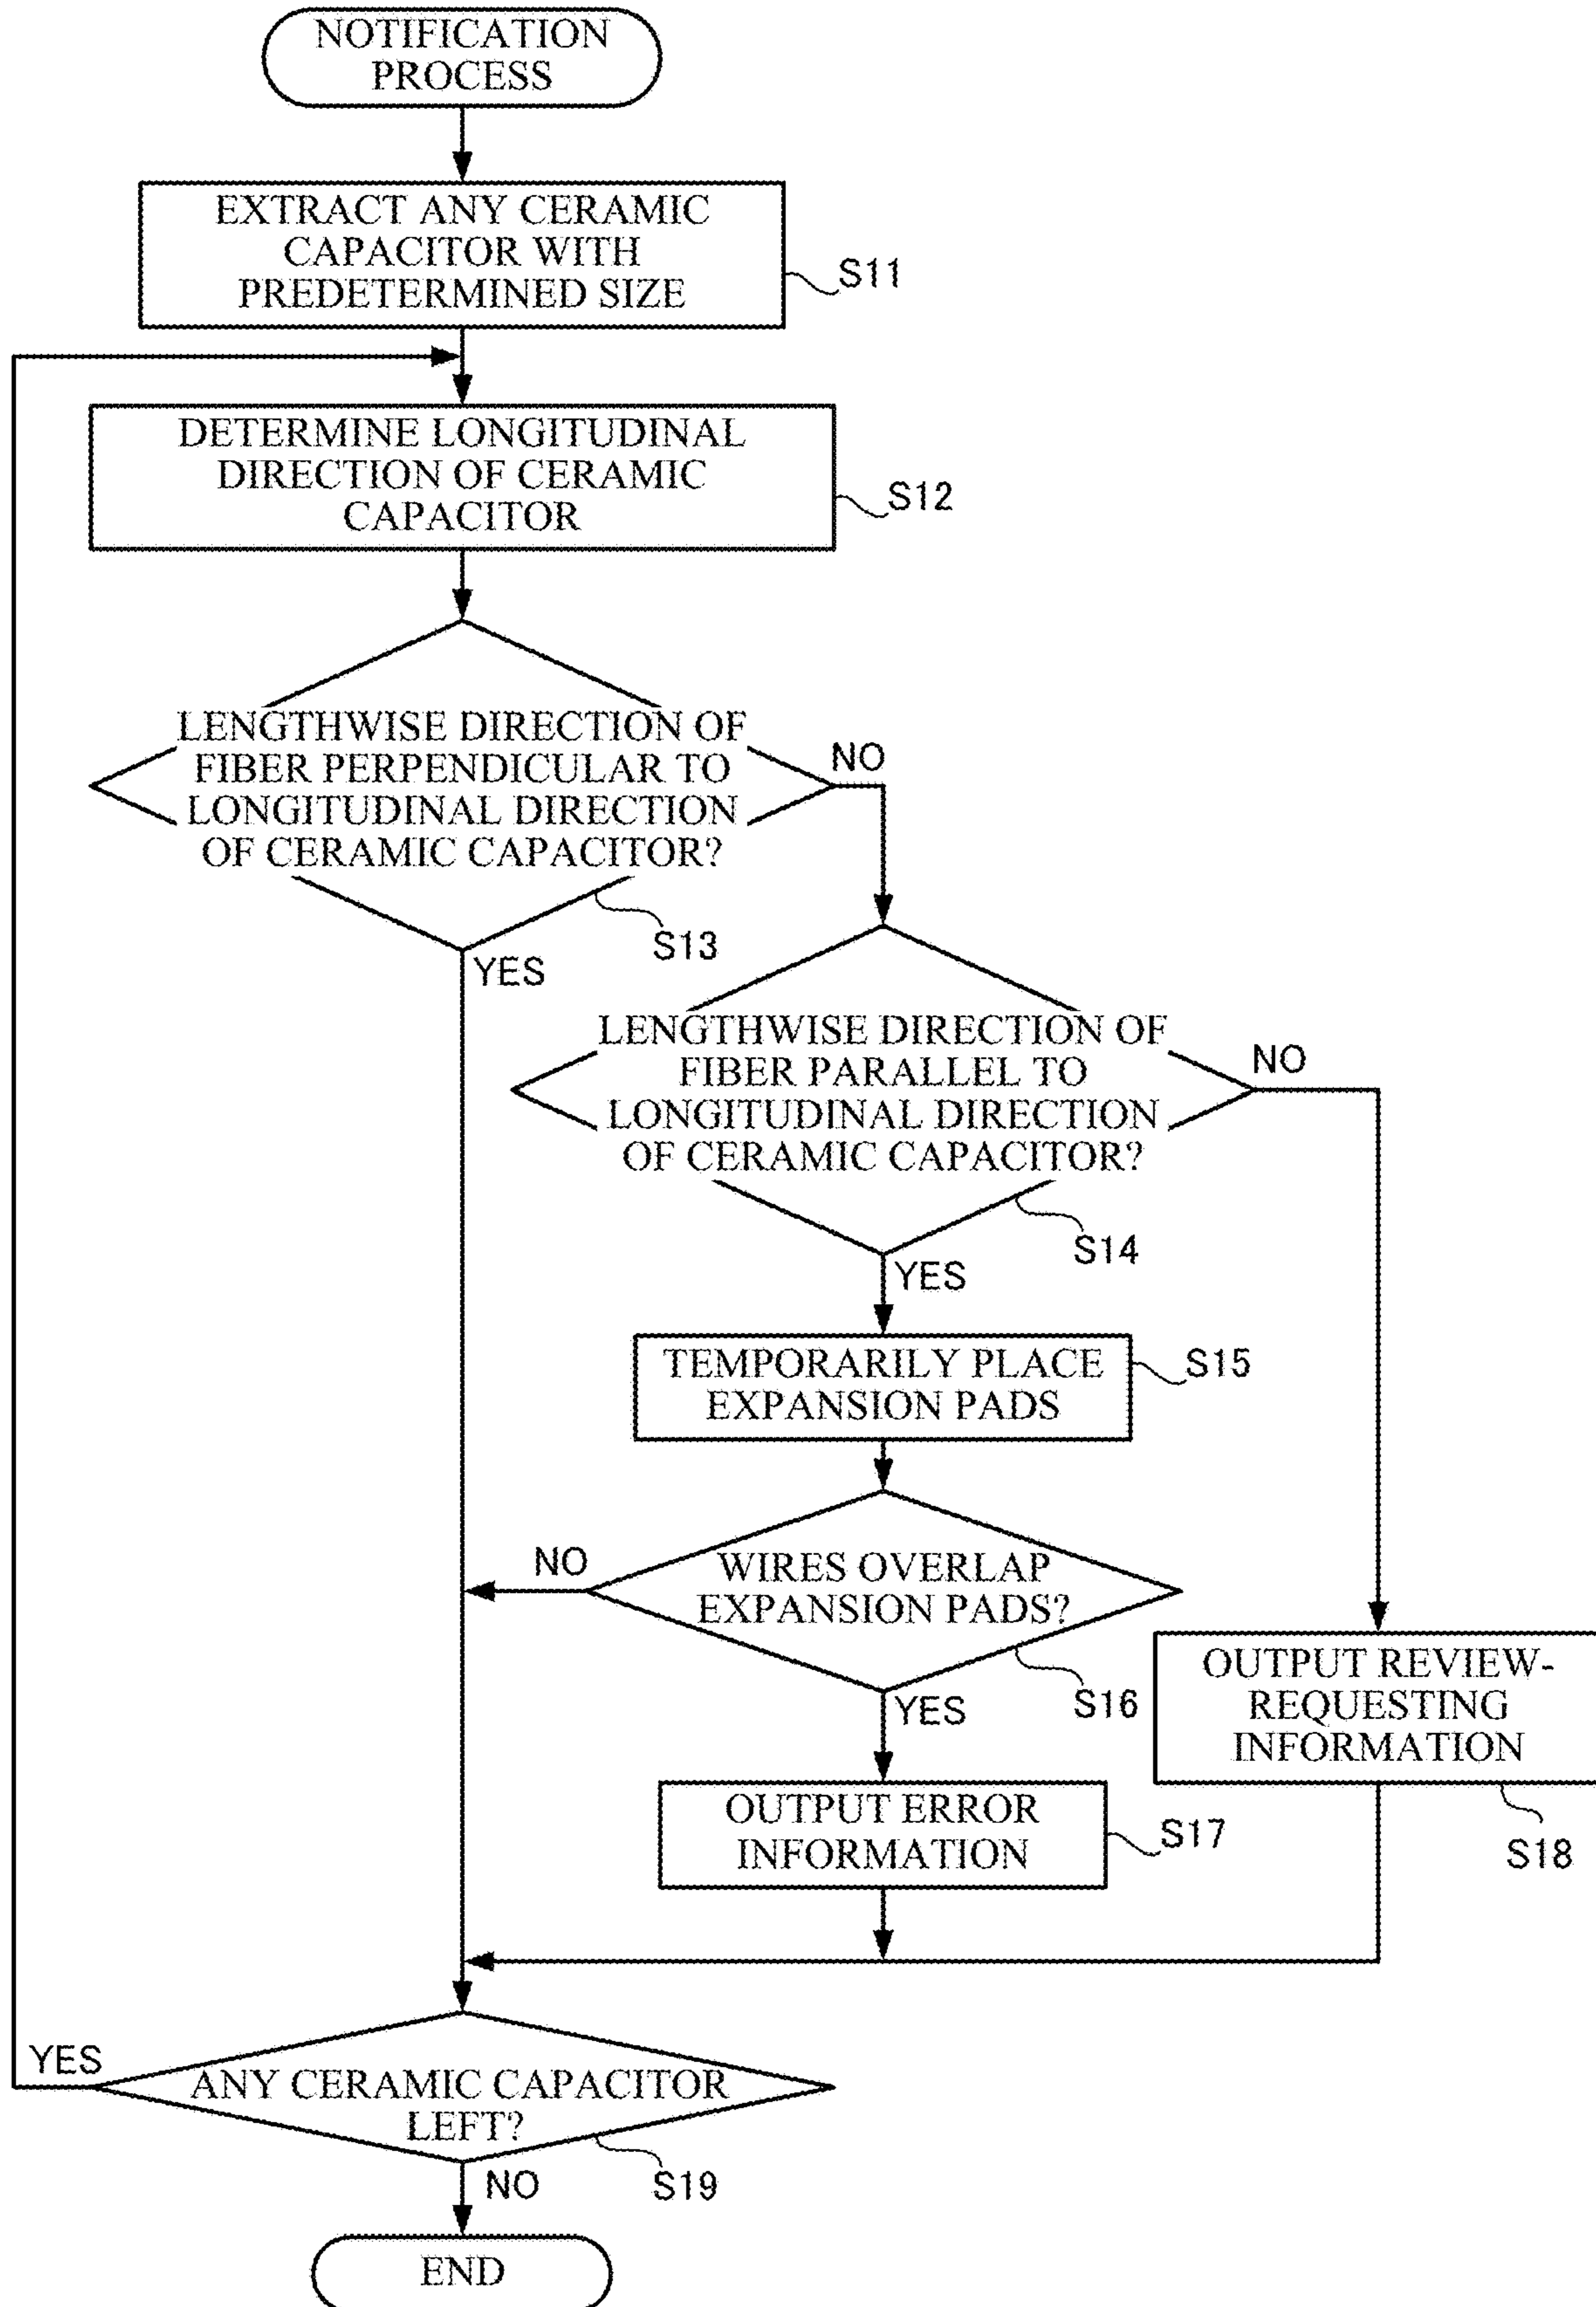 NOTIFICATION
PROCESS
EXTRACT ANY CERAMIC
CAPACITOR WITH
PREDETERMINED SIZE
S11
DETERMINE LONGITUDINAL
DIRECTION OF CERAMIC
CAPACITOR
S12
LENGTHWISE DIRECTION OF
FIBER PERPENDICULAR TO
LONGITUDINAL DIRECTION
OF CERAMIC CAPACITOR?
NO
S13
YES
LENGTHWISE DIRECTION OF
FIBER PARALLEL TO
LONGITUDINAL DIRECTION
OF CERAMIC CAPACITOR?
NO
S14
YES
TEMPORARILY PLACE
EXPANSION PADS
S15
WIRES OVERLAP
EXPANSION PADS?
NO
S16
YES
OUTPUT REVIEW-
REQUESTING
INFORMATION
S18
OUTPUT ERROR
INFORMATION
S17
ANY CERAMIC CAPACITOR
LEFT?
YES
S19
NO
END